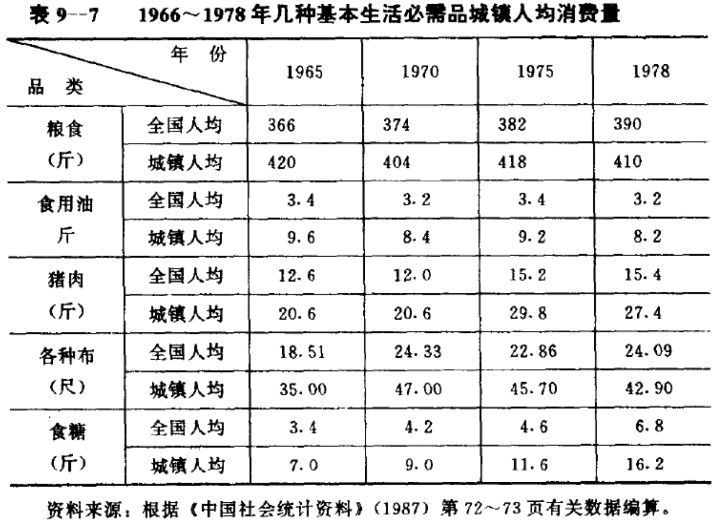 表9—7 1966～1978年几种基本生活必需品城镇人均消费量
年 份
品 类
1965 1970 1975 1978
粮食 全国人均 366 374 382 390
（斤） 城镇人均 420 404 418 410
食用油 全国人均 3.4 3.2 3.4 3.2
斤 城镇人均 9.6 8.4 9.2 8.2
猪肉 全国人均 12.6 12.0 15.2 15.4
（斤） 城镇人均 20.6 20.6 29.8 27.4
各种布 全国人均 18.51 24.33 22.86 24.09
（尺） 城镇人均 35.00 47.00 45.70 42.90
食糖 全国人均 3.4 4.2 4.6 6.8
（斤） 城镇人均 7.0 9.0 11.6 16.2
资料来源：根据《中国社会统计资料》（1987）第72～73页有关数据编算。